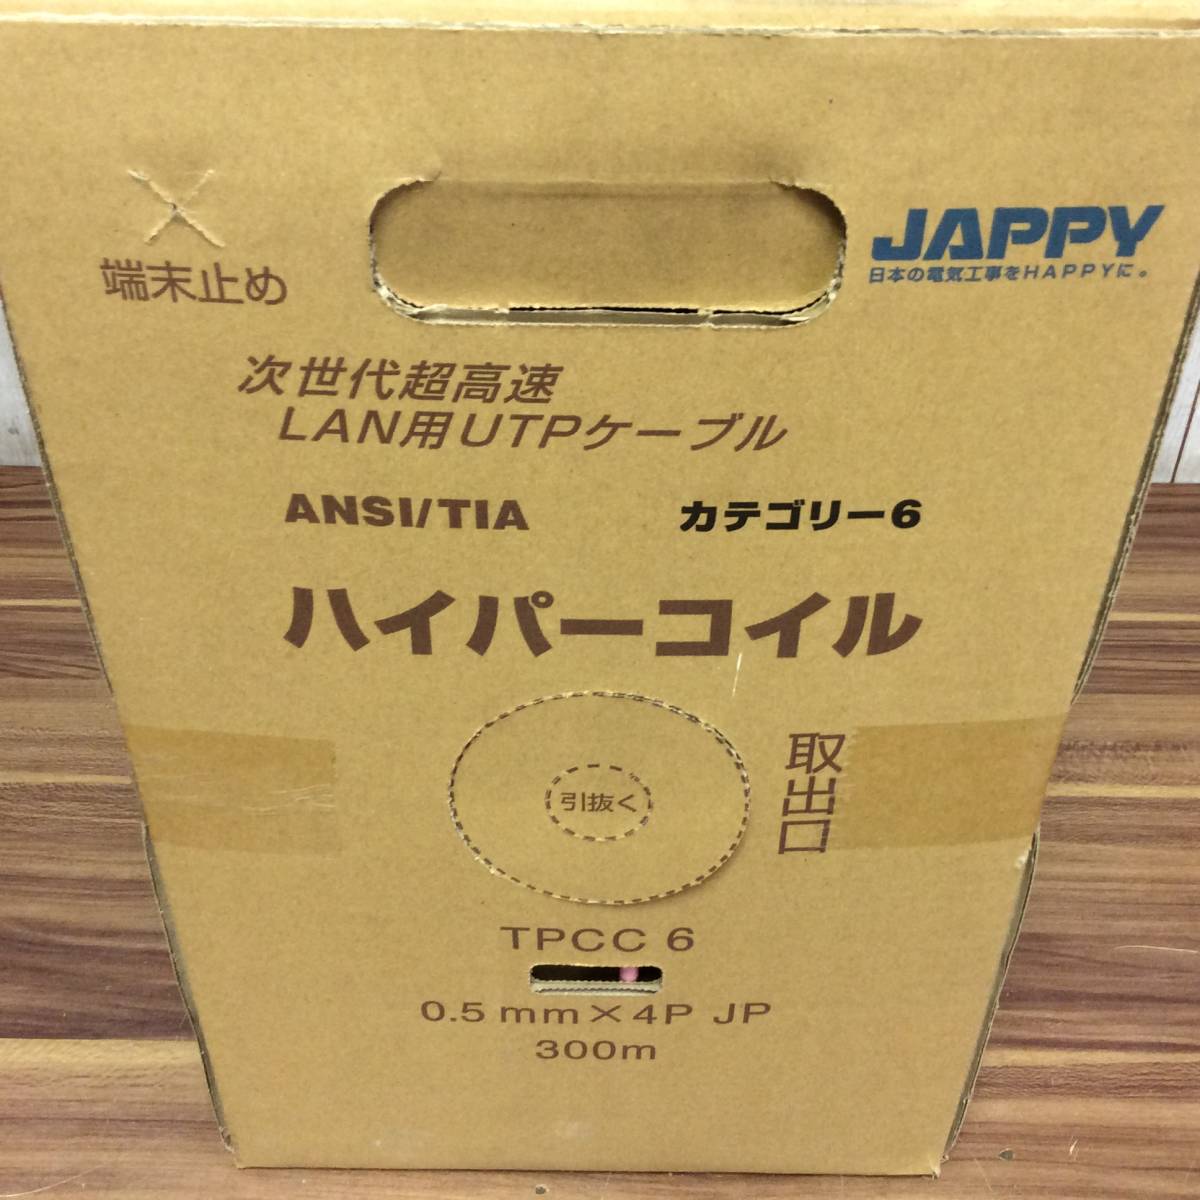 JAPPY
日本の電気工事をHAPPYに。
端末止め
次世代超高速
LAN用UTPケーブル
ANSI/TIA カテゴリー6
ハイパーコイル
引抜く
取出口
TPCC 6
0.5mm×4P JP
300m